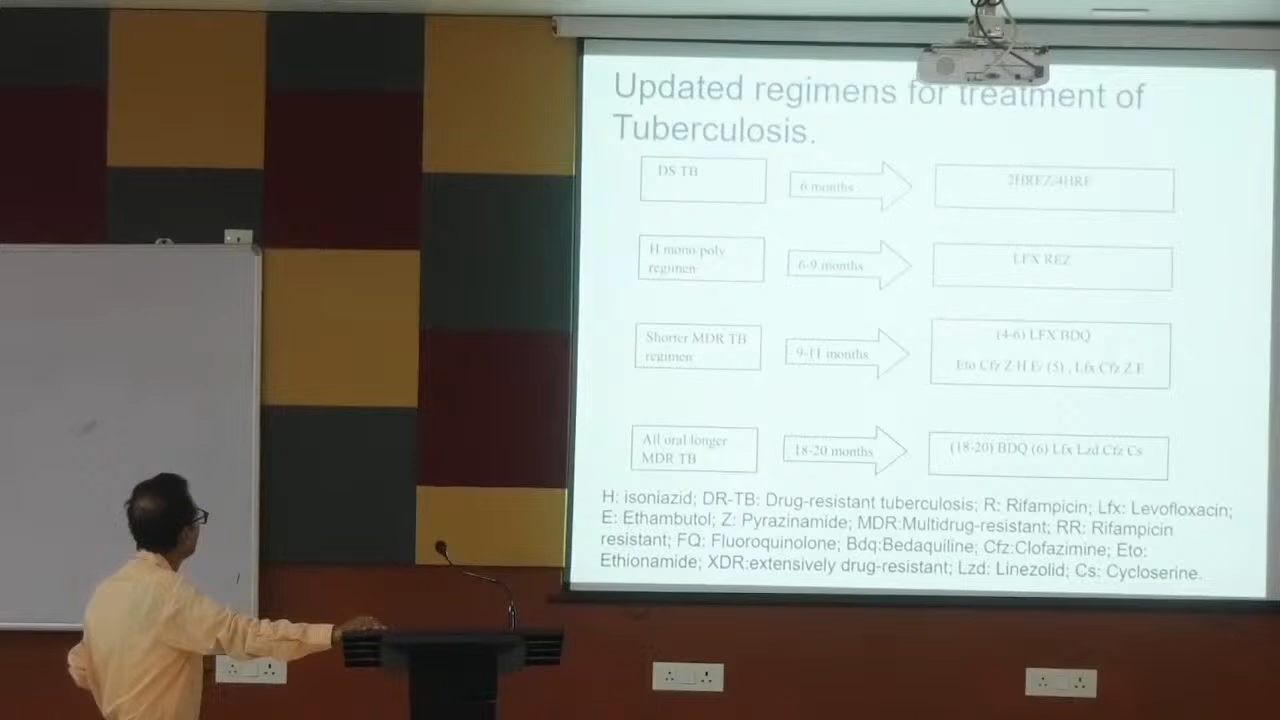 Updated regimens for treatment of
Tuberculosis.
DS TB
6 months
2HREZ/4HRE
H mono/poly
regimen
6-9 months
LFX REZ
Shorter MDR TB
regimen
9-11 months
(4-6) LFX BDQ
Eto Cfz Z H E/ (5) , Lfx Cfz Z E
All oral longer
MDR TB
18-20 months
(18-20) BDQ (6) Lfx Lzd Cfz Cs
H: isoniazid; DR-TB: Drug-resistant tuberculosis; R: Rifampicin; Lfx: Levofloxacin;
E: Ethambutol; Z: Pyrazinamide; MDR:Multidrug-resistant; RR: Rifampicin
resistant; FQ: Fluoroquinolone; Bdq:Bedaquiline; Cfz:Clofazimine; Eto:
Ethionamide; XDR:extensively drug-resistant; Lzd: Linezolid; Cs: Cycloserine.